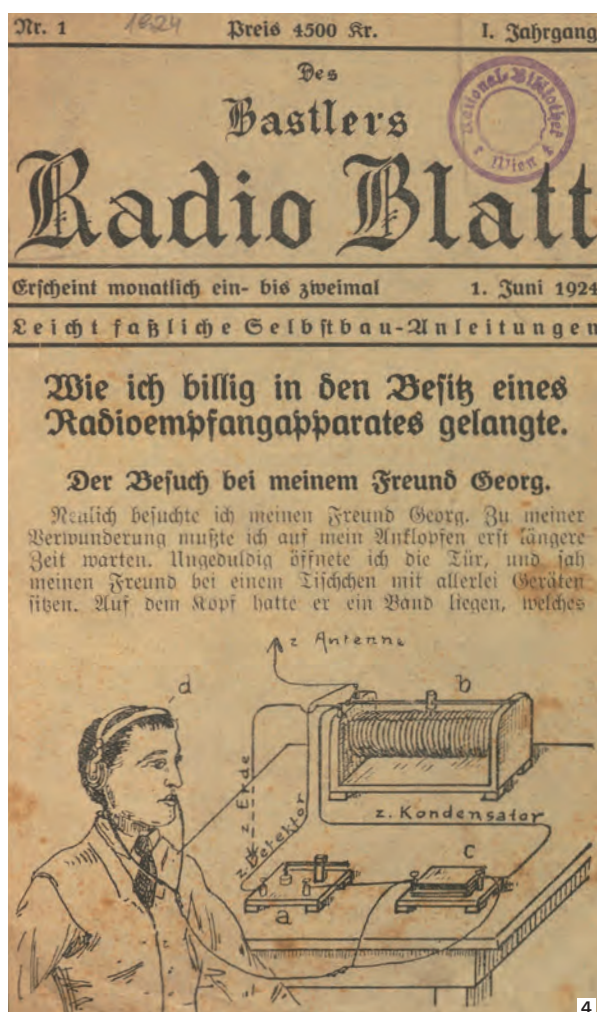 Nr. 1 1924 Preis 4500 Kr. I. Jahrgang
Des
Bastlers
National-Bibliothek Wien
Radio Blatt
Erscheint monatlich ein- bis zweimal 1. Juni 1924
Leicht faßliche Selbstbau-Anleitungen
Wie ich billig in den Besitz eines
Radioempfangapparates gelangte.
Der Besuch bei meinem Freund Georg.
Neulich besuchte ich meinen Freund Georg. Zu meiner
Verwunderung mußte ich auf mein Anklopfen erst längere
Zeit warten. Ungeduldig öffnete ich die Tür, und sah
meinen Freund bei einem Tischchen mit allerlei Geräten
sitzen. Auf dem Kopf hatte er ein Band liegen, welches
z Antenne
d
b
z. Erde
z. Detektor
z. Kondensator
c
a
4